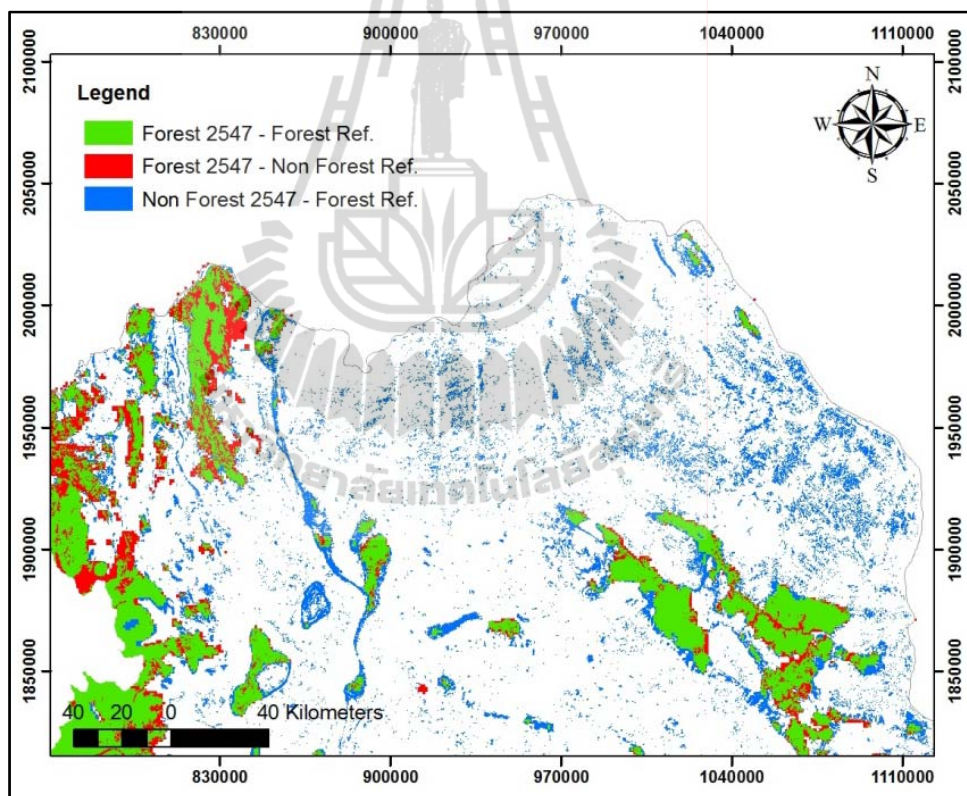 830000 900000 970000 1040000 1110000
2100000 2100000
Legend
Forest 2547 - Forest Ref.
Forest 2547 - Non Forest Ref.
Non Forest 2547 - Forest Ref.
N
W E
S
2050000 2050000
2000000 2000000
1950000 1950000
1900000 1900000
1850000 1850000
40 20 0 40 Kilometers
830000 900000 970000 1040000 1110000